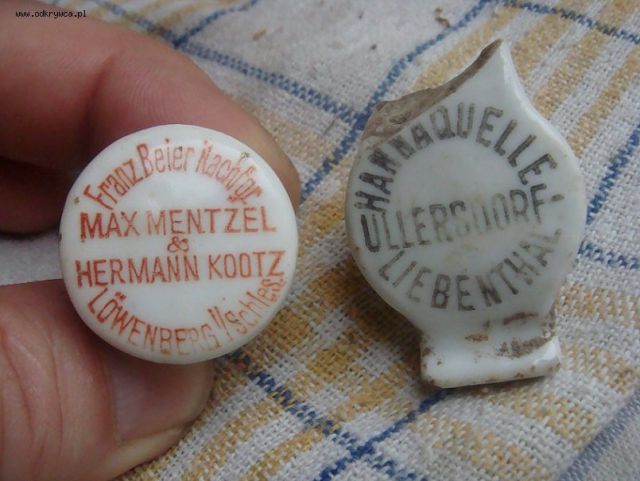 www.odkrywca.pl
Franz Beier Nachfgr.
MAX MENTZEL
&
HERMANN KOOTZ
LÖWENBERG i/Schles.
HANNAQUELLE
ULLERSDORF
LIEBENTHAL